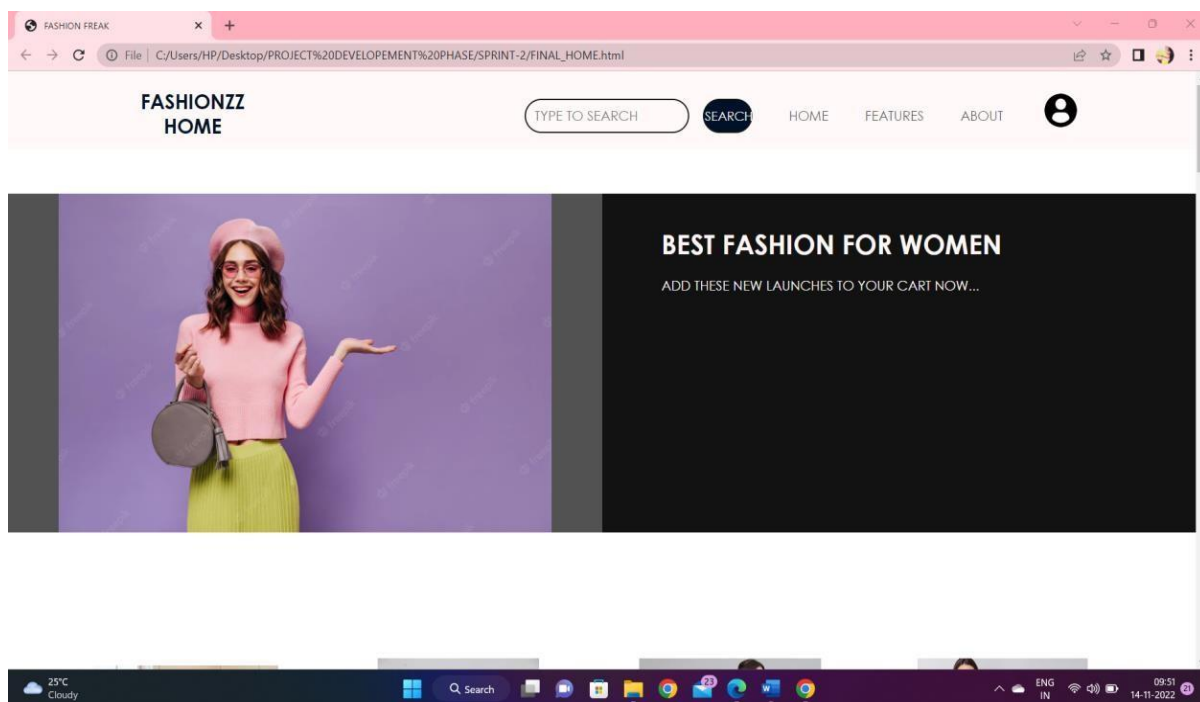 FASHION FREAK
File | C:/Users/HP/Desktop/PROJECT%20DEVELOPEMENT%20PHASE/SPRINT-2/FINAL_HOME.html
FASHIONZZ
HOME
TYPE TO SEARCH
SEARCH
HOME
FEATURES
ABOUT
BEST FASHION FOR WOMEN
ADD THESE NEW LAUNCHES TO YOUR CART NOW...
25°C
Cloudy
Search
23
ENG
IN
09:51
14-11-2022
21